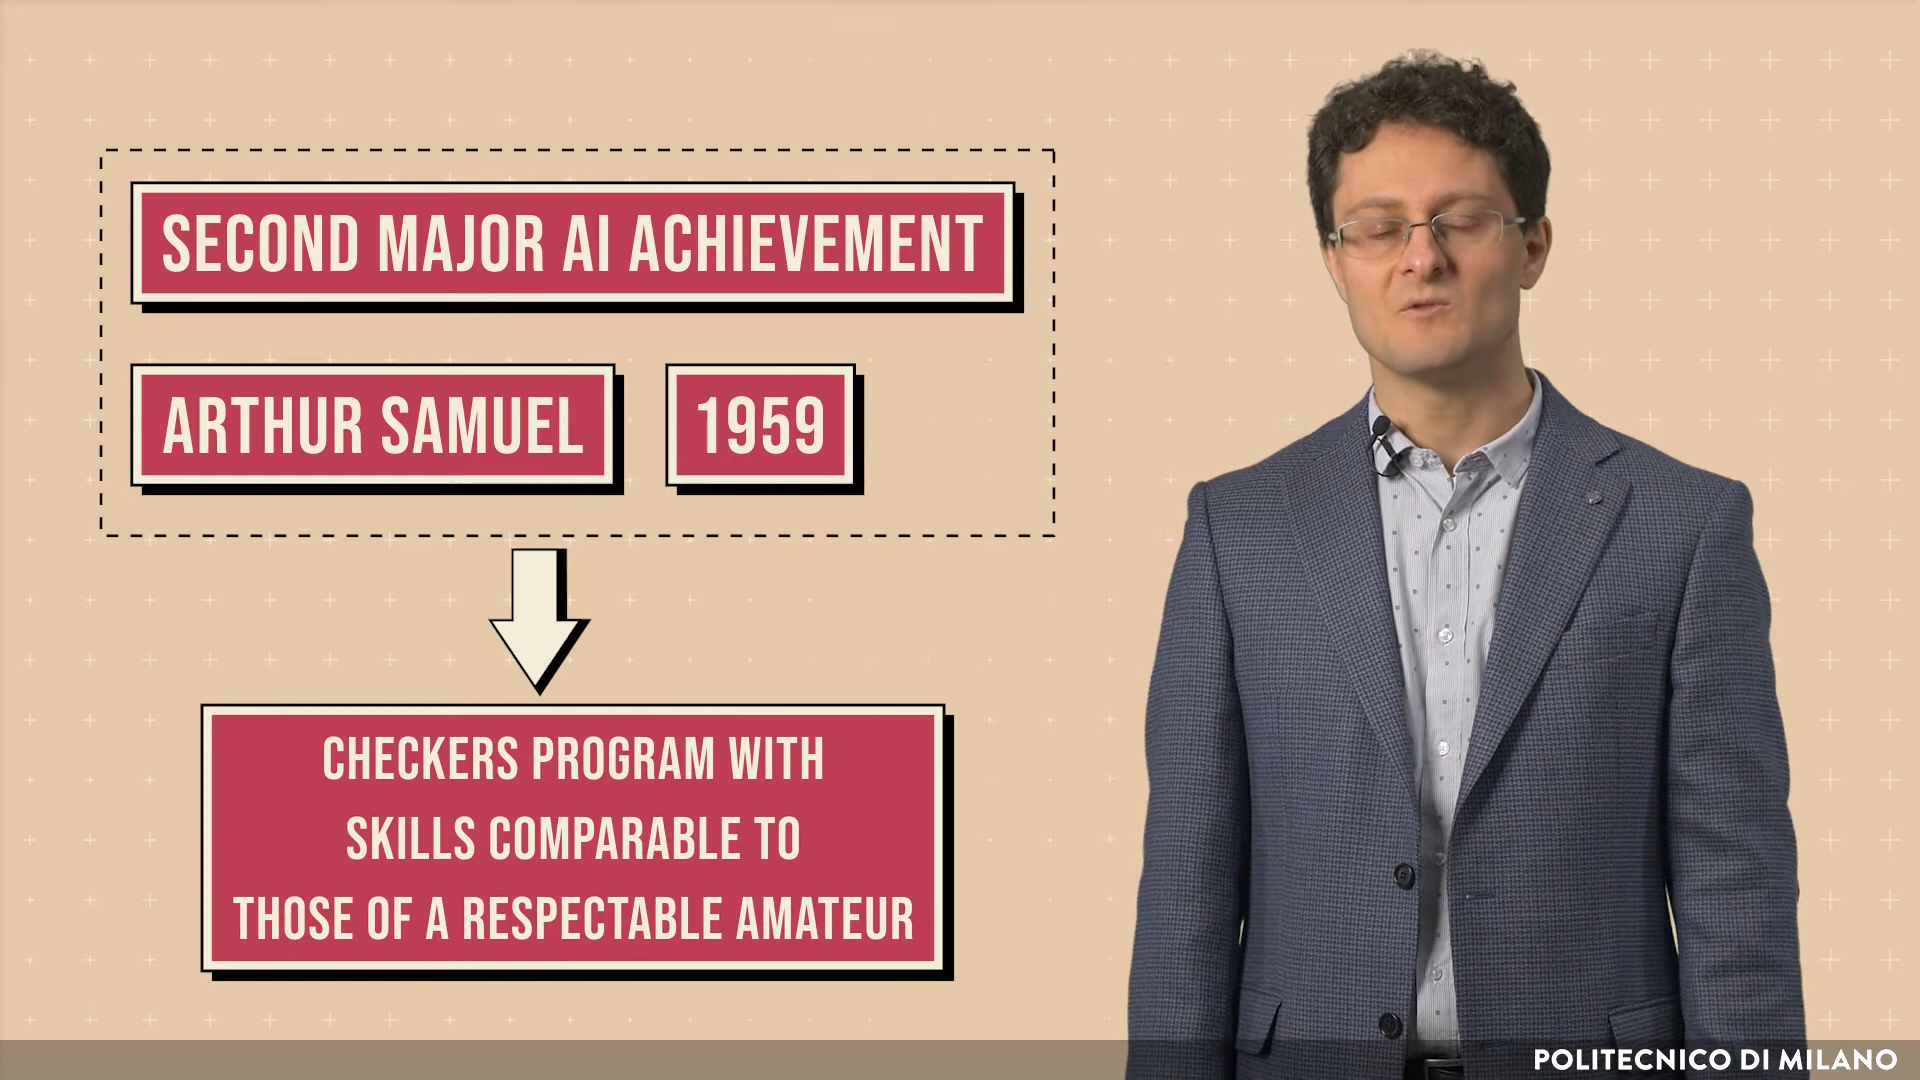 SECOND MAJOR AI ACHIEVEMENT
ARTHUR SAMUEL
1959
CHECKERS PROGRAM WITH
SKILLS COMPARABLE TO
THOSE OF A RESPECTABLE AMATEUR
POLITECNICO DI MILANO